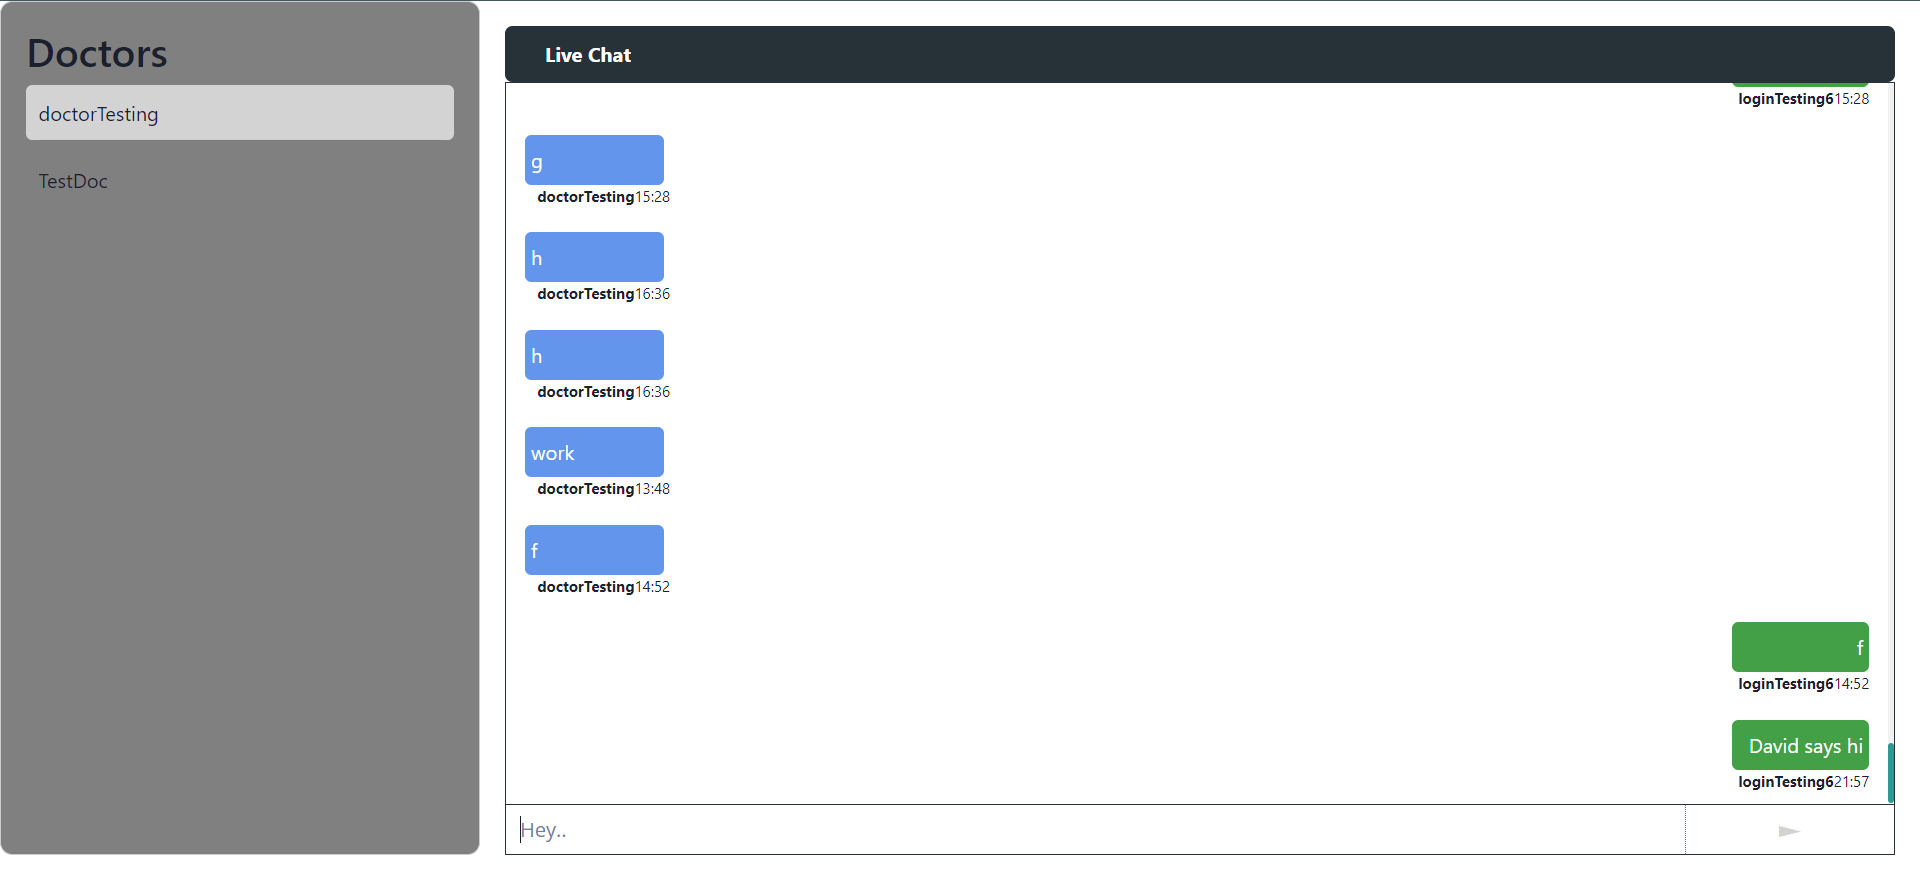 Doctors
doctorTesting
TestDoc
Live Chat
loginTesting615:28
g
doctorTesting15:28
h
doctorTesting16:36
h
doctorTesting16:36
work
doctorTesting13:48
f
doctorTesting14:52
f
loginTesting614:52
David says hi
loginTesting621:57
Hey..